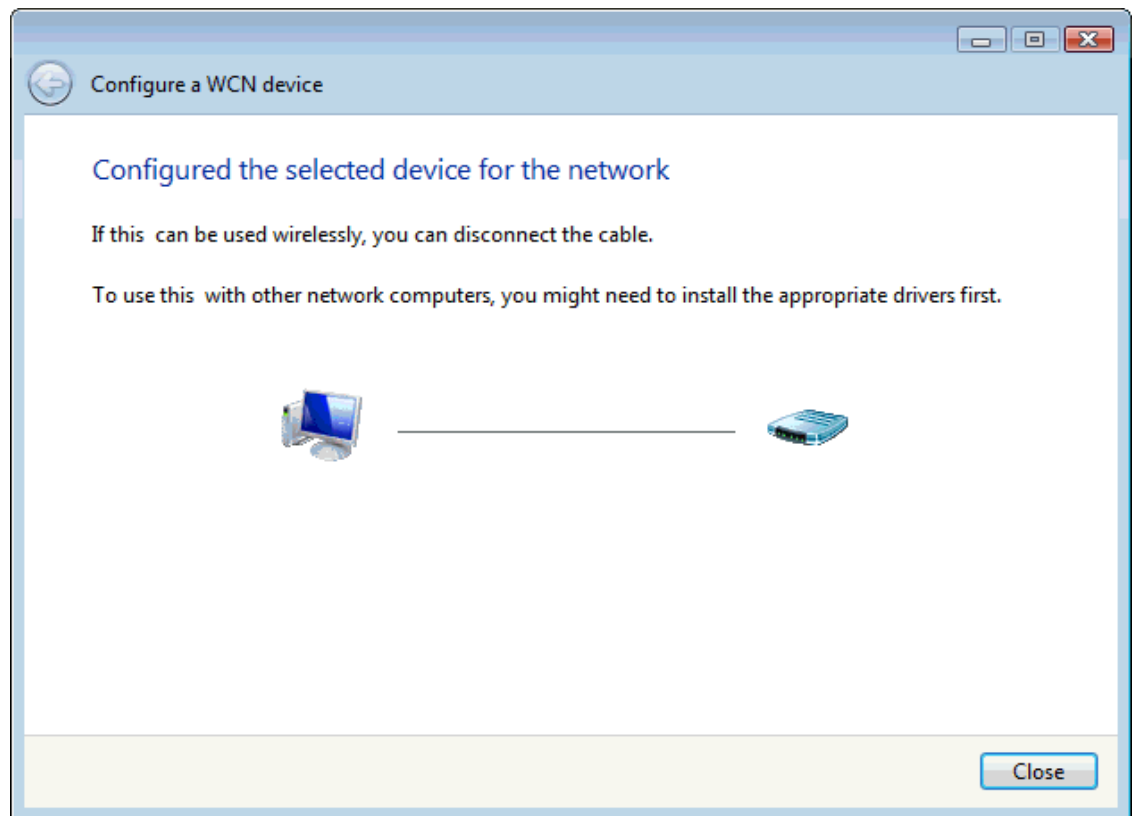 Configure a WCN device
Configured the selected device for the network
If this  can be used wirelessly, you can disconnect the cable.
To use this  with other network computers, you might need to install the appropriate drivers first.
Close